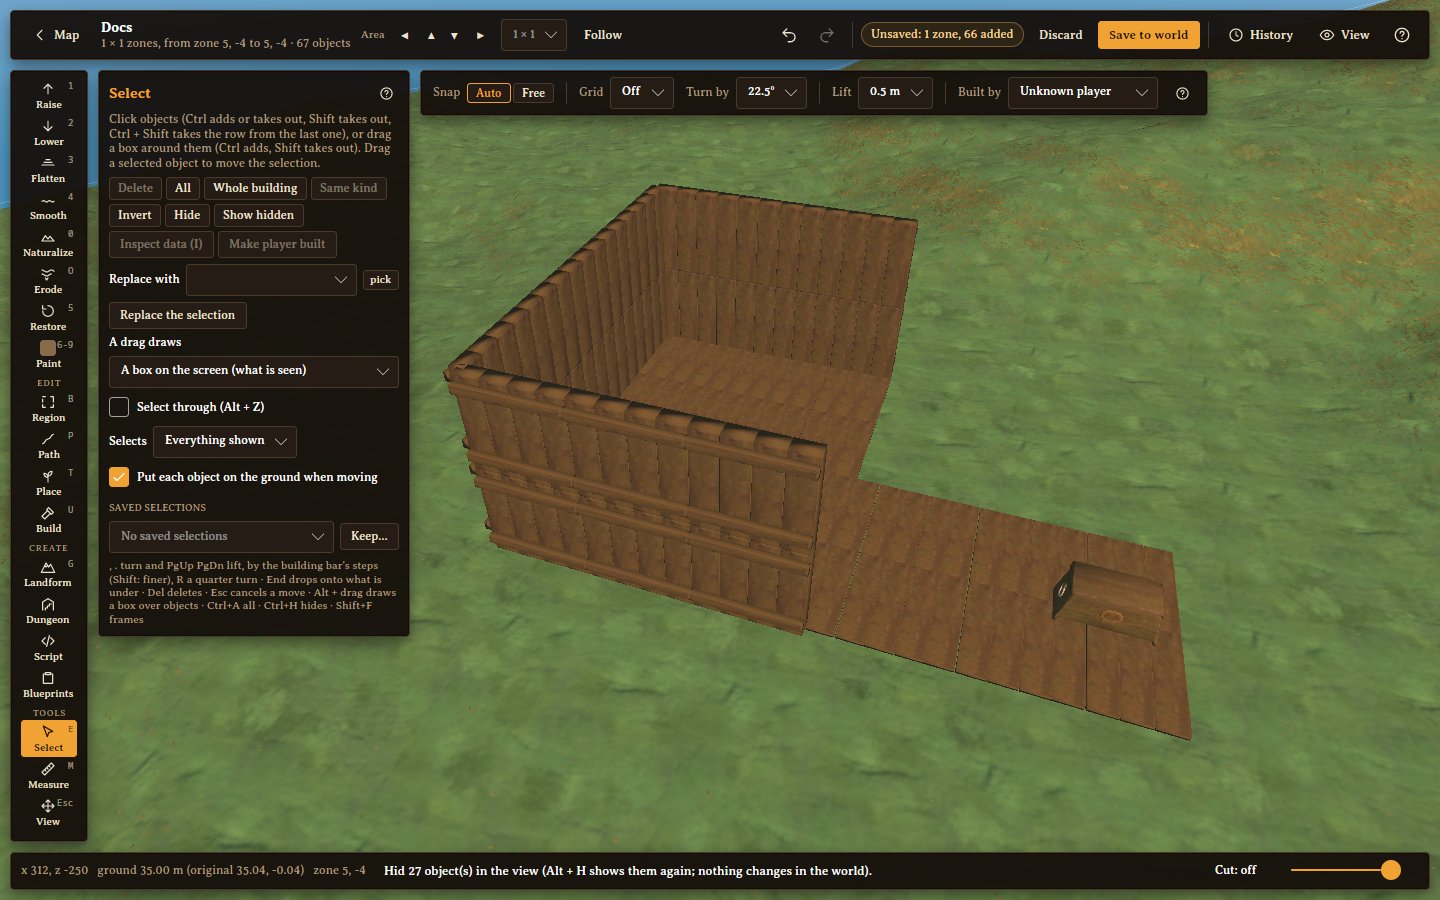 Map
Docs
1 × 1 zones, from zone 5, -4 to 5, -4 · 67 objects
Area
1 × 1
Follow
Unsaved: 1 zone, 66 added
Discard
Save to world
History
View
Raise 1
Lower 2
Flatten 3
Smooth 4
Naturalize 0
Erode O
Restore 5
Paint 6-9
EDIT
Region B
Path P
Place T
Build U
CREATE
Landform G
Dungeon
Script
Blueprints
TOOLS
Select E
Measure M
View Esc
Select
Click objects (Ctrl adds or takes out, Shift takes out,
Ctrl + Shift takes the row from the last one), or drag
a box around them (Ctrl adds, Shift takes out). Drag
a selected object to move the selection.
Delete All Whole building Same kind
Invert Hide Show hidden
Inspect data (I) Make player built
Replace with pick
Replace the selection
A drag draws
A box on the screen (what is seen)
Select through (Alt + Z)
Selects Everything shown
Put each object on the ground when moving
SAVED SELECTIONS
No saved selections Keep...
, . turn and PgUp PgDn lift, by the building bar's steps
(Shift: finer), R a quarter turn · End drops onto what is
under · Del deletes · Esc cancels a move · Alt + drag draws
a box over objects · Ctrl+A all · Ctrl+H hides · Shift+F
frames
Snap Auto Free Grid Off Turn by 22.5° Lift 0.5 m Built by Unknown player
x 312, z -250 ground 35.00 m (original 35.04, -0.04) zone 5, -4 Hid 27 object(s) in the view (Alt + H shows them again; nothing changes in the world). Cut: off